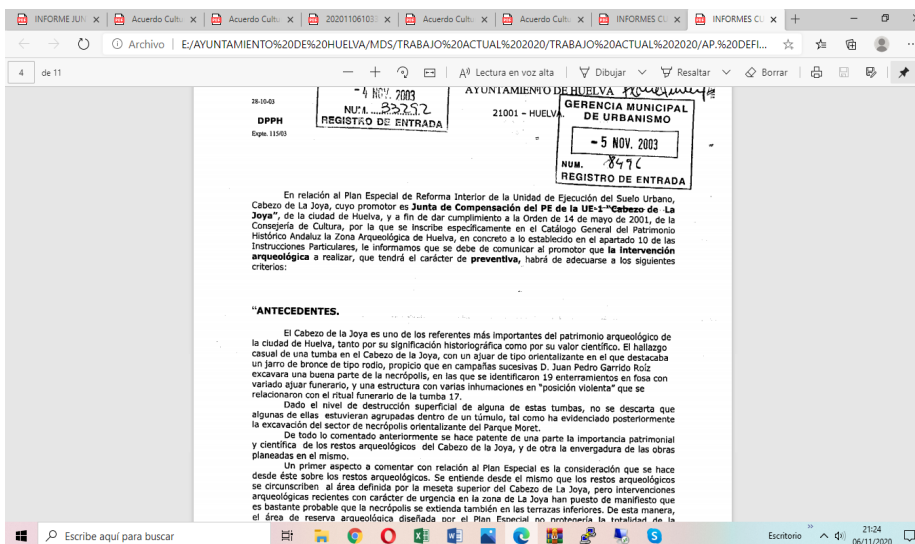 INFORME JUN
Acuerdo Cultu
Acuerdo Cultu
20201106103
Acuerdo Cultu
Acuerdo Cultu
INFORMES CU
INFORMES CU
Archivo | E:/AYUNTAMIENTO%20DE%20HUELVA/MDS/TRABAJO%20ACTUAL%202020/TRABAJO%20ACTUAL%202020/AP.%20DEFI...
4 de 11
Lectura en voz alta
Dibujar
Resaltar
Borrar
28-10-03
DPPH
Expte. 115/03
- 4 NOV. 2003
NUM. 33292
REGISTRO DE ENTRADA
AYUNTAMIENTO DE HUELVA
21001 - HUELVA.
GERENCIA MUNICIPAL
DE URBANISMO
- 5 NOV. 2003
NUM. 8496
REGISTRO DE ENTRADA
En relación al Plan Especial de Reforma Interior de la Unidad de Ejecución del Suelo Urbano,
Cabezo de La Joya, cuyo promotor es Junta de Compensación del PE de la UE-1 "Cabezo de La
Joya", de la ciudad de Huelva, y a fin de dar cumplimiento a la Orden de 14 de mayo de 2001, de la
Consejería de Cultura, por la que se Inscribe específicamente en el Catálogo General del Patrimonio
Histórico Andaluz la Zona Arqueológica de Huelva, en concreto a lo establecido en el apartado 10 de las
Instrucciones Particulares, le informamos que se debe de comunicar al promotor que la intervención
arqueológica a realizar, que tendrá el carácter de preventiva, habrá de adecuarse a los siguientes
criterios:
"ANTECEDENTES.
El Cabezo de la Joya es uno de los referentes más importantes del patrimonio arqueológico de
la ciudad de Huelva, tanto por su significación historiográfica como por su valor científico. El hallazgo
casual de una tumba en el Cabezo de la Joya, con un ajuar de tipo orientalizante en el que destacaba
un jarro de bronce de tipo rodio, propicio que en campañas sucesivas D. Juan Pedro Garrido Roíz
excavara una buena parte de la necrópolis, en las que se identificaron 19 enterramientos en fosa con
variado ajuar funerario, y una estructura con varias inhumaciones en "posición violenta" que se
relacionaron con el ritual funerario de la tumba 17.
Dado el nivel de destrucción superficial de alguna de estas tumbas, no se descarta que
algunas de ellas estuvieran agrupadas dentro de un túmulo, tal como ha evidenciado posteriormente
la excavación del sector de necrópolis orientalizante del Parque Moret.
De todo lo comentado anteriormente se hace patente de una parte la importancia patrimonial
y científica de los restos arqueológicos del Cabezo de la Joya, y de otra la envergadura de las obras
planeadas en el mismo.
Un primer aspecto a comentar con relación al Plan Especial es la consideración que se hace
desde éste sobre los restos arqueológicos. Se entiende desde el mismo que los restos arqueológicos
se circunscriben al área definida por la meseta superior del Cabezo de La Joya, pero intervenciones
arqueológicas recientes con carácter de urgencia en la zona de La Joya han puesto de manifiesto que
es bastante probable que la necrópolis se extienda también en las terrazas inferiores. De esta manera,
el área de reserva arqueológica diseñada por el Plan Especial no protegería la totalidad de la
Escribe aquí para buscar
Escritorio
21:24
06/11/2020